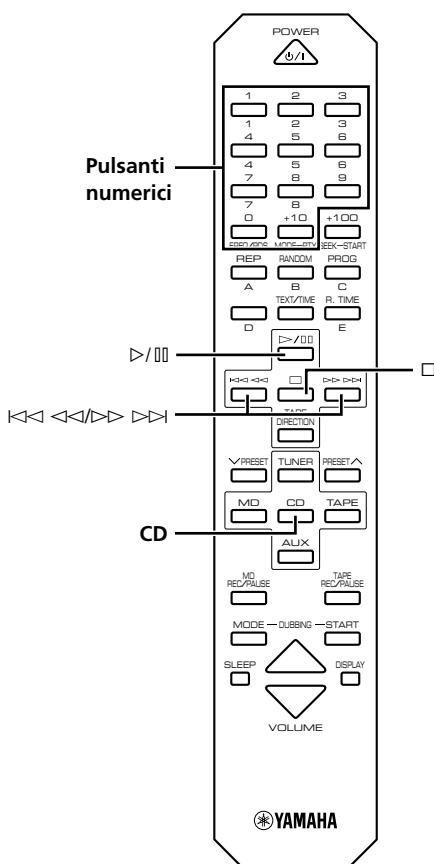 POWER
⏻/I
1 2 3
1 2 3
4 5 6
4 5 6
Pulsanti
numerici
7 8 9
7 8
0 +10 +100
FREQ/RDS MODE—PTY SEEK—START
REP RANDOM PROG
A B C
TEXT/TIME R. TIME
D E
▷/▯▯
▷/▯▯
|◁◁ ◁◁ □ ▷▷ ▷▷|
□
|◁◁ ◁◁/▷▷ ▷▷|
TAPE
DIRECTION
PRESET TUNER PRESET
MD CD TAPE
CD
AUX
MD
REC/PAUSE
TAPE
REC/PAUSE
MODE — DUBBING — START
SLEEP DISPLAY
VOLUME
YAMAHA